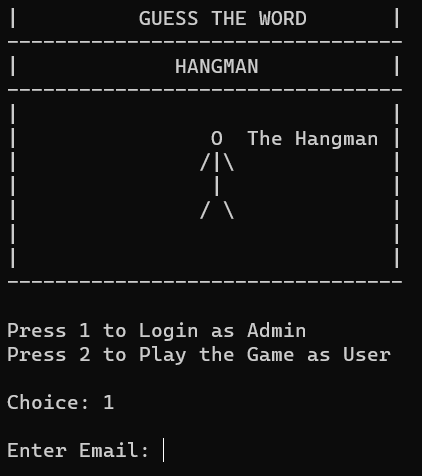 GUESS THE WORD
HANGMAN
O The Hangman
/|\
|
/ \
Press 1 to Login as Admin
Press 2 to Play the Game as User
Choice: 1
Enter Email: